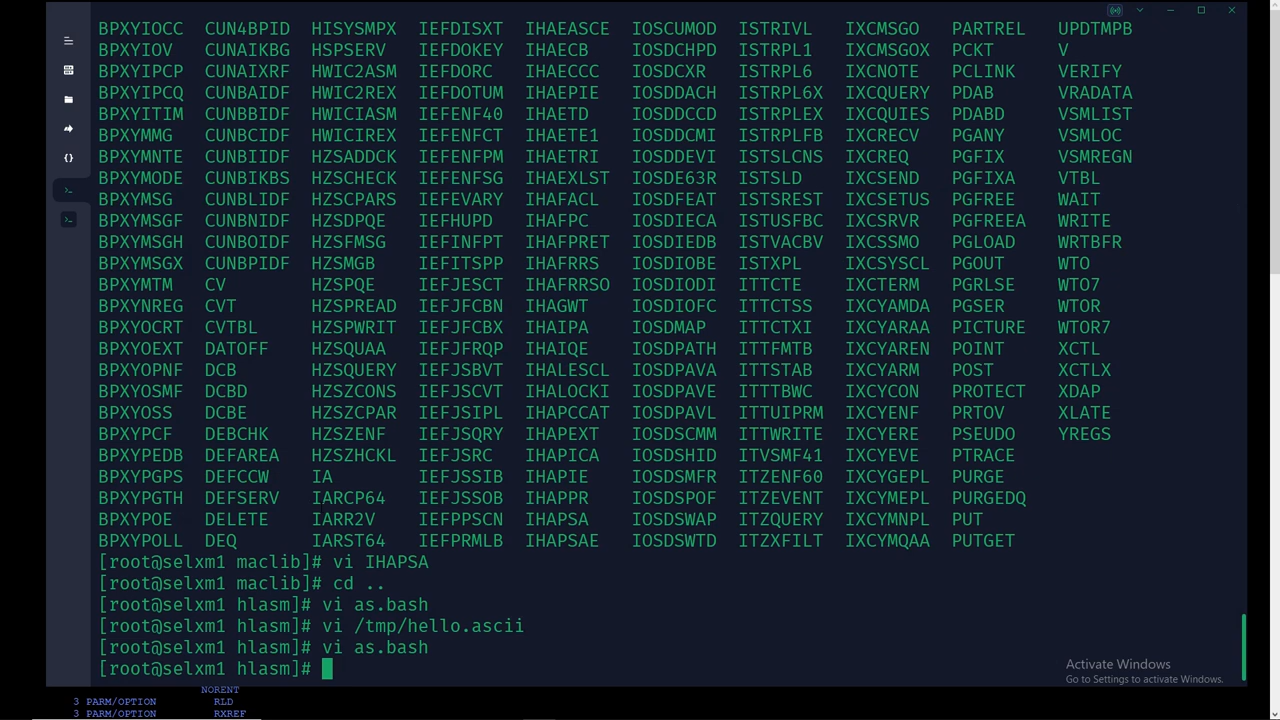 BPXYIOCC CUN4BPID HISYSMPX IEFDISXT IHAEASCE IOSCUMOD ISTRIVL IXCMSGO PARTREL UPDTMPB
BPXYIOV CUNAIKBG HSPSERV IEFDOKEY IHAECB IOSDCHPD ISTRPL1 IXCMSGOX PCKT V
BPXYIPCP CUNAIXRF HWIC2ASM IEFDORC IHAECCC IOSDCXR ISTRPL6 IXCNOTE PCLINK VERIFY
BPXYIPCQ CUNBAIDF HWIC2REX IEFDOTUM IHAEPIE IOSDDACH ISTRPL6X IXCQUERY PDAB VRADATA
BPXYITIM CUNBBIDF HWICIASM IEFENF40 IHAETD IOSDDCCD ISTRPLEX IXCQUIES PDABD VSMLIST
BPXYMMG CUNBCIDF HWICIREX IEFENFCT IHAETE1 IOSDDCMI ISTRPLFB IXCRECV PGANY VSMLOC
BPXYMNTE CUNBIIDF HZSADDCK IEFENFPM IHAETRI IOSDDEVI ISTSLCNS IXCREQ PGFIX VSMREGN
BPXYMODE CUNBIKBS HZSCHECK IEFENFSG IHAEXLST IOSDE63R ISTSLD IXCSEND PGFIXA VTBL
BPXYMSG CUNBLIDF HZSCPARS IEFEVARY IHAFACL IOSDFEAT ISTSREST IXCSETUS PGFREE WAIT
BPXYMSGF CUNBNIDF HZSDPQE IEFHUPD IHAFPC IOSDIECA ISTUSFBC IXCSRVR PGFREEA WRITE
BPXYMSGH CUNBOIDF HZSFMSG IEFINFPT IHAFPRET IOSDIEDB ISTVACBV IXCSSMO PGLOAD WRTBFR
BPXYMSGX CUNBPIDF HZSMGB IEFITSPP IHAFRRS IOSDIOBE ISTXPL IXCSYSCL PGOUT WTO
BPXYMTM CV HZSPQE IEFJESCT IHAFRRSO IOSDIODI ITTCTE IXCTERM PGRLSE WTO7
BPXYNREG CVT HZSPREAD IEFJFCBN IHAGWT IOSDIOFC ITTCTSS IXCYAMDA PGSER WTOR
BPXYOCRT CVTBL HZSPWRIT IEFJFCBX IHAIPA IOSDMAP ITTCTXI IXCYARAA PICTURE WTOR7
BPXYOEXT DATOFF HZSQUAA IEFJFRQP IHAIQE IOSDPATH ITTFMTB IXCYAREN POINT XCTL
BPXYOPNF DCB HZSQUERY IEFJSBVT IHALESCL IOSDPAVA ITTSTAB IXCYARM POST XCTLX
BPXYOSMF DCBD HZSZCONS IEFJSCVT IHALOCKI IOSDPAVE ITTTBWC IXCYCON PROTECT XDAP
BPXYOSS DCBE HZSZCPAR IEFJSIPL IHAPCCAT IOSDPAVL ITTUIPRM IXCYENF PRTOV XLATE
BPXYPCF DEBCHK HZSZENF IEFJSQRY IHAPEXT IOSDSCMM ITTWRITE IXCYERE PSEUDO YREGS
BPXYPEDB DEFAREA HZSZHCKL IEFJSRC IHAPICA IOSDSHID ITVSMF41 IXCYEVE PTRACE
BPXYPGPS DEFCCW IA IEFJSSIB IHAPIE IOSDSMFR ITZENF60 IXCYGEPL PURGE
BPXYPGTH DEFSERV IARCP64 IEFJSSOB IHAPPR IOSDSPOF ITZEVENT IXCYMEPL PURGEDQ
BPXYPOE DELETE IARR2V IEFPPSCN IHAPSA IOSDSWAP ITZQUERY IXCYMNPL PUT
BPXYPOLL DEQ IARST64 IEFPRMLB IHAPSAE IOSDSWTD ITZXFILT IXCYMQAA PUTGET
[root@selxm1 maclib]# vi IHAPSA
[root@selxm1 maclib]# cd ..
[root@selxm1 hlasm]# vi as.bash
[root@selxm1 hlasm]# vi /tmp/hello.ascii
[root@selxm1 hlasm]# vi as.bash
[root@selxm1 hlasm]#
Activate Windows
Go to Settings to activate Windows.
NORENT
3 PARM/OPTION RLD
3 PARM/OPTION RXREF